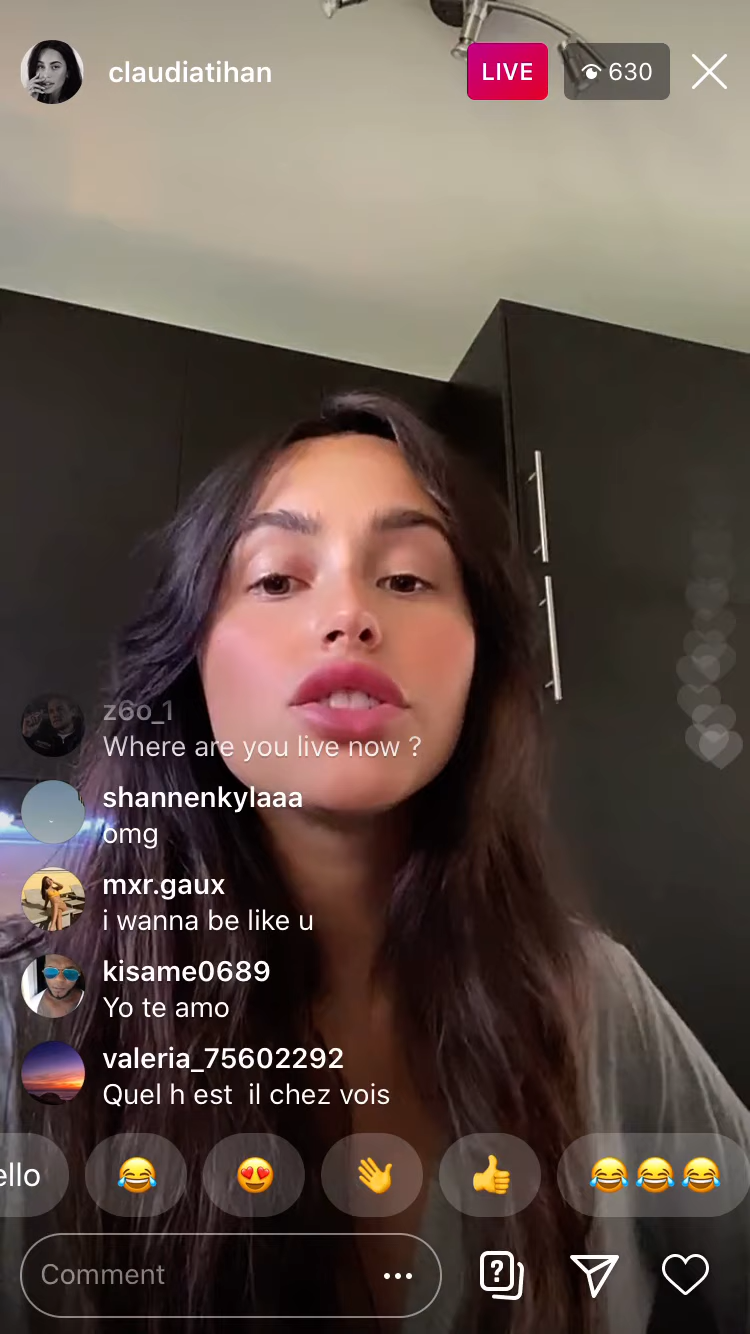 claudiatihan
LIVE
630
z6o_1
Where are you live now ?
shannenkylaaa
omg
mxr.gaux
i wanna be like u
kisame0689
Yo te amo
valeria_75602292
Quel h est  il chez vois
ello
Comment